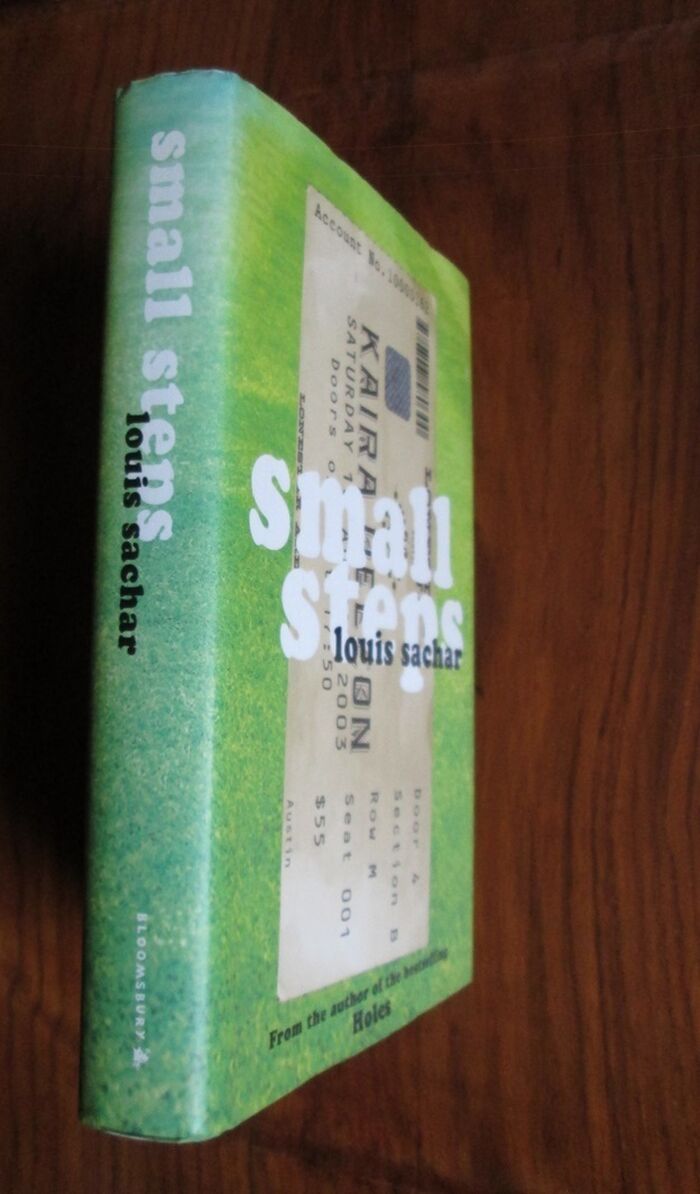 small steps
louis sachar
BLOOMSBURY
Account No.
KAIRA
SATURDAY
Doors
2003
Door 4
Section B
Row M
Seat 001
$55
Austin
small
steps
louis sachar
From the author of the bestselling
Holes